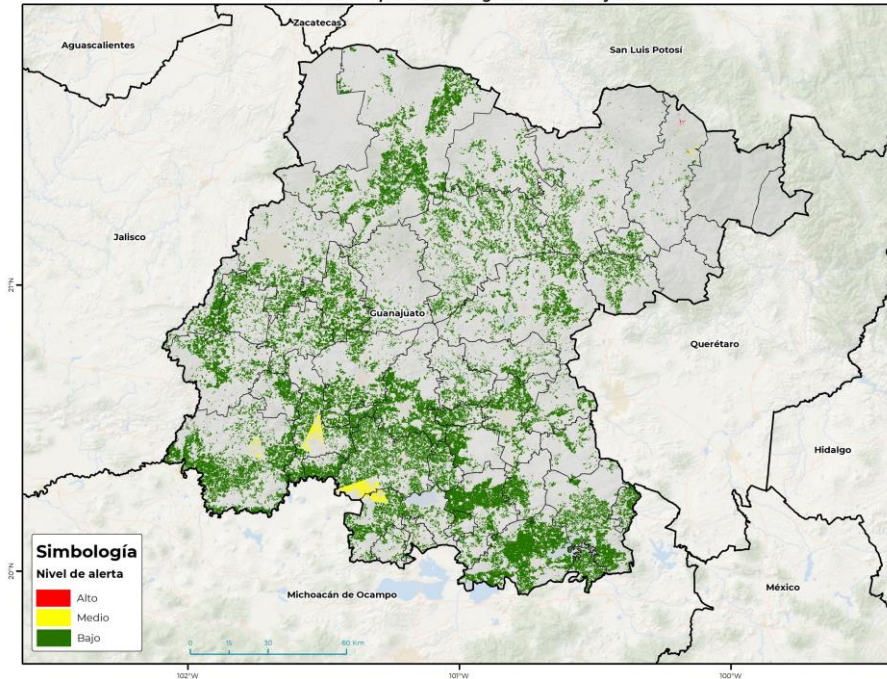 Zacatecas
Aguascalientes
San Luis Potosí
Jalisco
21°N
Guanajuato
Querétaro
Hidalgo
Simbología
Nivel de alerta
Alto
Medio
Bajo
20°N
Michoacán de Ocampo
México
0 15 30 60 Km
102°W 101°W 100°W